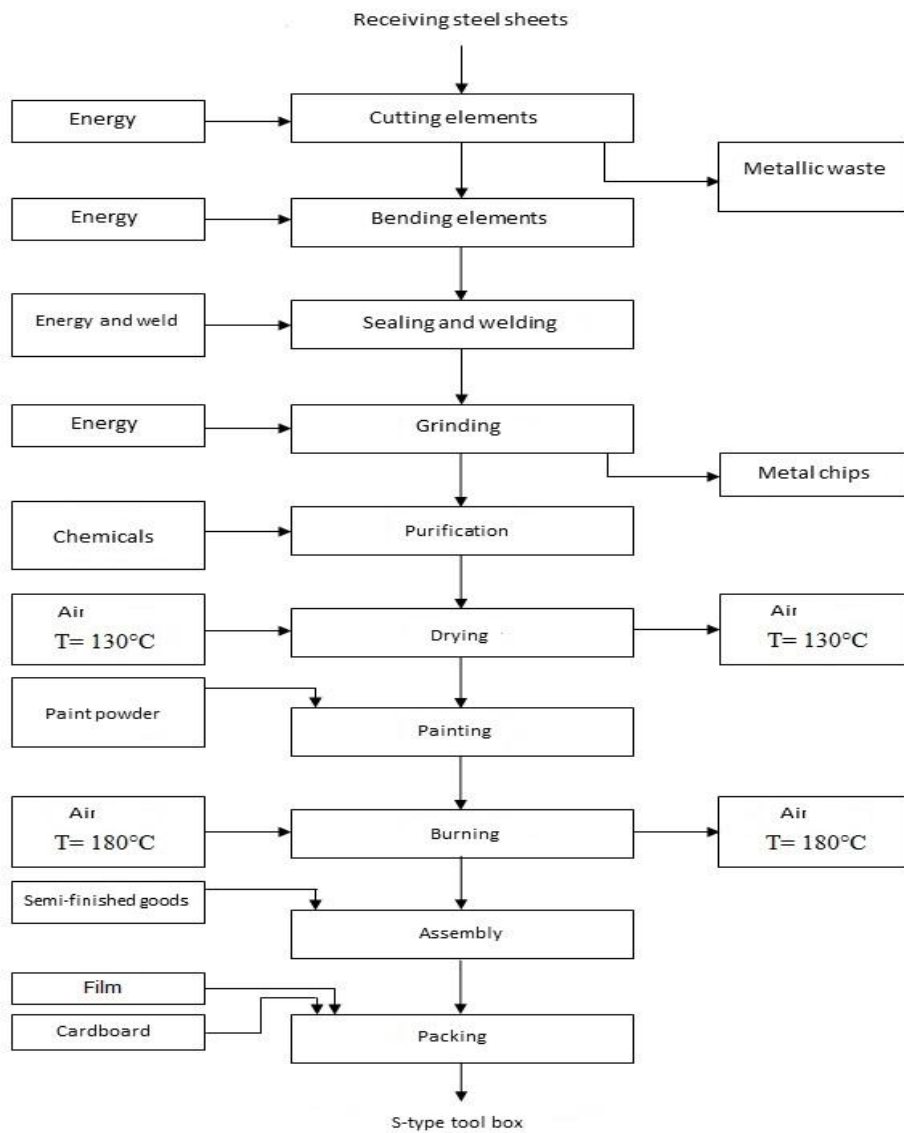 Receiving steel sheets
Energy
Cutting elements
Metallic waste
Energy
Bending elements
Energy and weld
Sealing and welding
Energy
Grinding
Metal chips
Chemicals
Purification
Air
T= 130°C
Drying
Air
T= 130°C
Paint powder
Painting
Air
T= 180°C
Burning
Air
T= 180°C
Semi-finished goods
Assembly
Film
Cardboard
Packing
S-type tool box